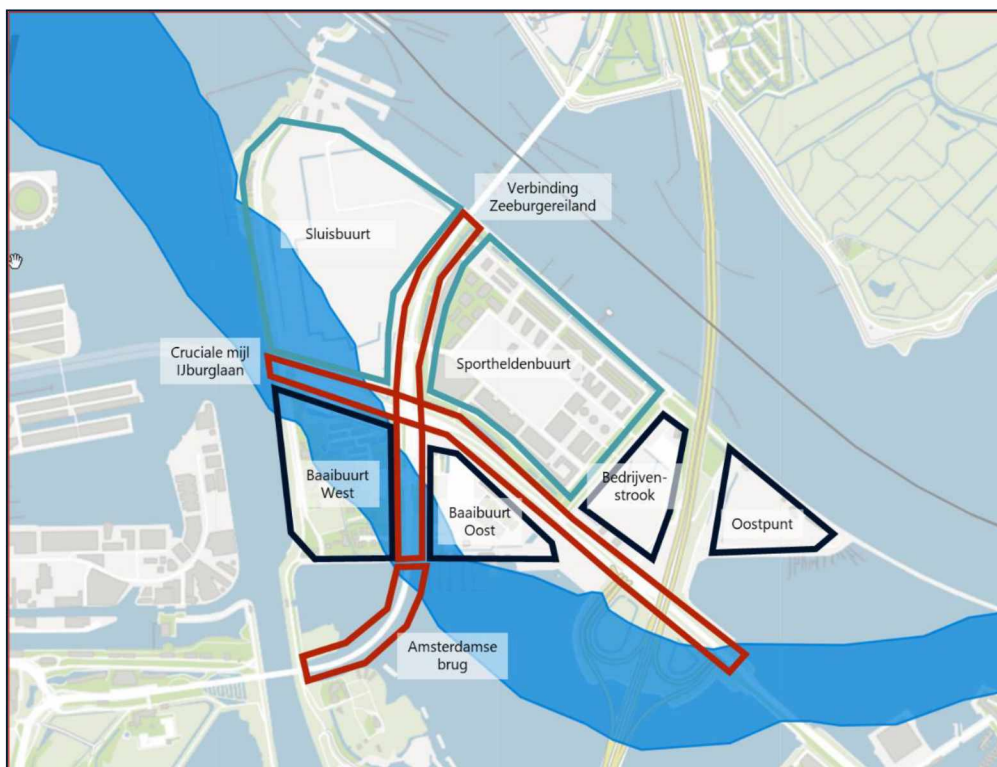 Verbinding
Zeeburgereiland
Sluisbuurt
Cruciale mijl
IJburglaan
Sportheldenbuurt
Baaibuurt
West
Bedrijven-
strook
Baaibuurt
Oost
Oostpunt
Amsterdamse
brug